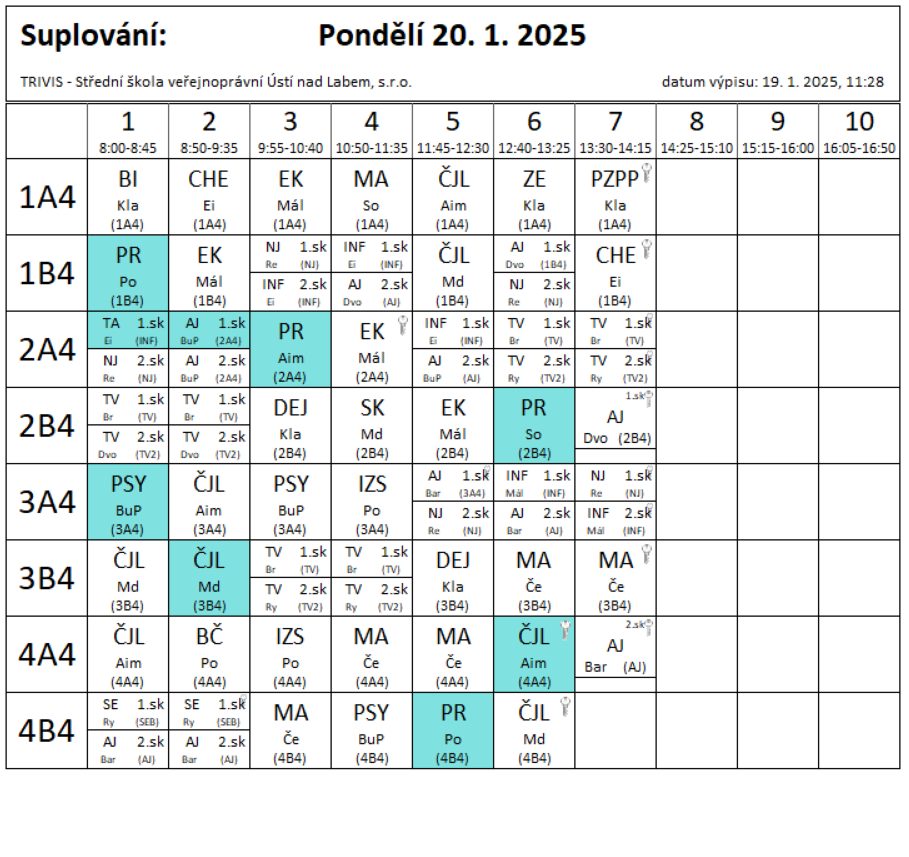 Suplování: Pondělí 20. 1. 2025
TRIVIS - Střední škola veřejnoprávní Ústí nad Labem, s.r.o. datum výpisu: 19. 1. 2025, 11:28
1 2 3 4 5 6 7 8 9 10
8:00-8:45 8:50-9:35 9:55-10:40 10:50-11:35 11:45-12:30 12:40-13:25 13:30-14:15 14:25-15:10 15:15-16:00 16:05-16:50
BI CHE EK MA ČJL ZE PZPP
1A4 Kla Ei Mál So Aim Kla Kla
(1A4) (1A4) (1A4) (1A4) (1A4) (1A4) (1A4)
PR EK NJ 1.sk INF 1.sk ČJL AJ 1.sk CHE
Re (NJ) Ei (INF) Dvo (1B4)
1B4 Po Mál INF 2.sk AJ 2.sk Md NJ 2.sk Ei
(1B4) (1B4) Ei (INF) Dvo (AJ) (1B4) Re (NJ) (1B4)
TA 1.sk AJ 1.sk PR EK INF 1.sk TV 1.sk TV 1.sk
Ei (INF) BuP (2A4) Ei (INF) Br (TV) Br (TV)
2A4 NJ 2.sk AJ 2.sk Aim Mál AJ 2.sk TV 2.sk TV 2.sk
Re (NJ) BuP (2A4) (2A4) (2A4) BuP (AJ) Ry (TV2) Ry (TV2)
TV 1.sk TV 1.sk DEJ SK EK PR 1.sk
Br (TV) Br (TV) AJ
2B4 TV 2.sk TV 2.sk Kla Md Mál So Dvo (2B4)
Dvo (TV2) Dvo (TV2) (2B4) (2B4) (2B4) (2B4)
PSY ČJL PSY IZS AJ 1.sk INF 1.sk NJ 1.sk
Bar (3A4) Mál (INF) Re (NJ)
3A4 BuP Aim BuP Po NJ 2.sk AJ 2.sk INF 2.sk
(3A4) (3A4) (3A4) (3A4) Re (NJ) Bar (AJ) Mál (INF)
ČJL ČJL TV 1.sk TV 1.sk DEJ MA MA
Br (TV) Br (TV)
3B4 Md Md TV 2.sk TV 2.sk Kla Če Če
(3B4) (3B4) Ry (TV2) Ry (TV2) (3B4) (3B4) (3B4)
ČJL BČ IZS MA MA ČJL 2.sk
AJ
4A4 Aim Po Po Če Če Aim Bar (AJ)
(4A4) (4A4) (4A4) (4A4) (4A4) (4A4)
SE 1.sk SE 1.sk MA PSY PR ČJL
Ry (SEB) Ry (SEB)
4B4 AJ 2.sk AJ 2.sk Če BuP Po Md
Bar (AJ) Bar (AJ) (4B4) (4B4) (4B4) (4B4)